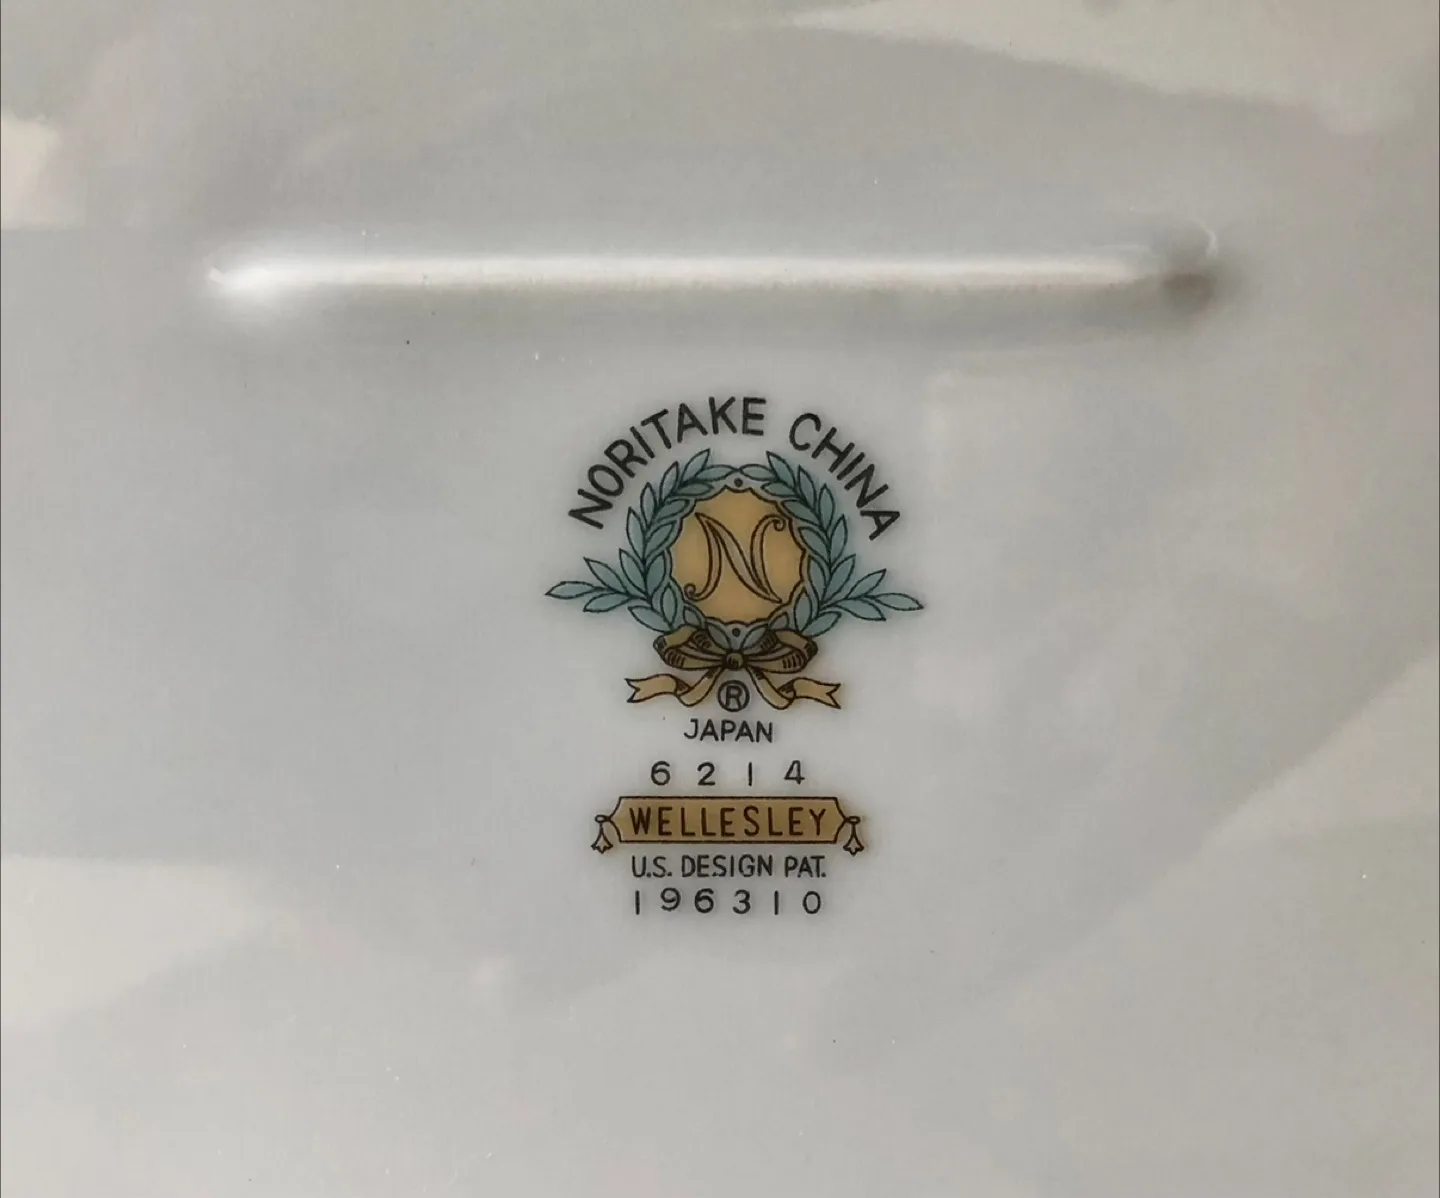 NORITAKE CHINA
N
®
JAPAN
6214
WELLESLEY
U.S. DESIGN PAT.
196310